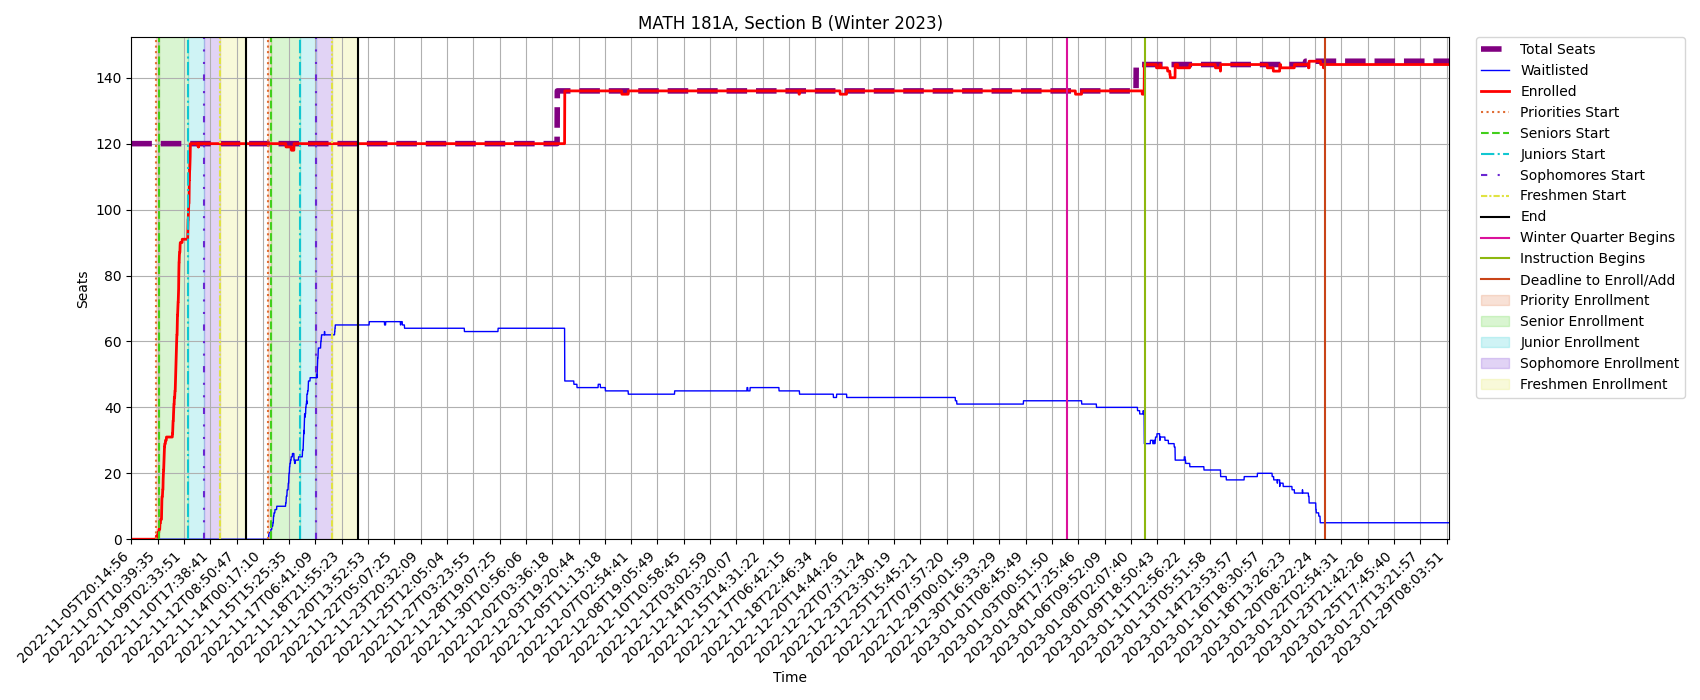 MATH 181A, Section B (Winter 2023)
Seats
140
120
100
80
60
40
20
0
2022-11-05T20:14:56
2022-11-07T10:39:35
2022-11-09T02:33:51
2022-11-10T17:38:41
2022-11-12T08:50:47
2022-11-14T00:17:10
2022-11-15T15:25:35
2022-11-17T06:41:09
2022-11-18T21:55:23
2022-11-20T13:52:53
2022-11-22T05:07:25
2022-11-23T20:32:09
2022-11-25T12:05:04
2022-11-27T03:23:55
2022-11-28T19:07:25
2022-11-30T10:56:06
2022-12-02T03:36:18
2022-12-03T19:20:44
2022-12-05T11:13:18
2022-12-07T02:54:41
2022-12-08T19:05:49
2022-12-10T10:58:45
2022-12-12T03:02:59
2022-12-14T13:20:07
2022-12-15T14:31:22
2022-12-17T06:42:15
2022-12-18T22:46:34
2022-12-20T14:44:26
2022-12-22T07:31:24
2022-12-23T23:30:19
2022-12-25T15:45:21
2022-12-27T07:57:20
2022-12-29T00:01:59
2022-12-30T16:33:29
2023-01-01T08:45:49
2023-01-03T00:51:50
2023-01-04T17:25:46
2023-01-06T09:52:09
2023-01-08T02:07:40
2023-01-09T18:50:43
2023-01-11T12:56:22
2023-01-13T05:51:58
2023-01-14T23:53:57
2023-01-16T18:30:57
2023-01-18T13:26:23
2023-01-20T08:22:24
2023-01-22T02:54:31
2023-01-23T21:42:26
2023-01-25T17:45:40
2023-01-27T13:21:57
2023-01-29T08:03:51
Time
Total Seats
Waitlisted
Enrolled
Priorities Start
Seniors Start
Juniors Start
Sophomores Start
Freshmen Start
End
Winter Quarter Begins
Instruction Begins
Deadline to Enroll/Add
Priority Enrollment
Senior Enrollment
Junior Enrollment
Sophomore Enrollment
Freshmen Enrollment